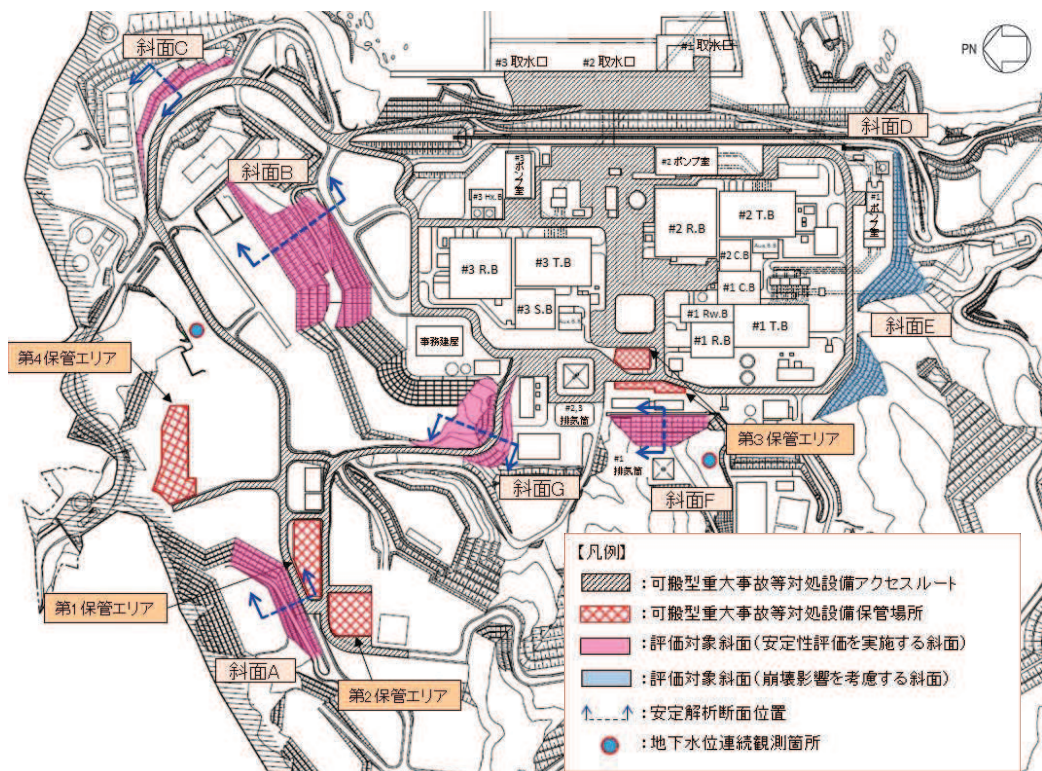 斜面C
#3 取水口
#2 取水口
#1 取水口
PN
斜面D
斜面B
#3 ポンプ室
#2 ポンプ室
#1 ポンプ室
#3 Hx.B
#2 R.B
#2 T.B
#3 R.B
#3 T.B
#2 C.B
#1 C.B
#3 S.B
#1 Rw.B
#1 R.B
#1 T.B
斜面E
第4保管エリア
事務建屋
#2,3
排気筒
第3保管エリア
#1
排気筒
斜面G
斜面F
第1保管エリア
斜面A
第2保管エリア
【凡例】
：可搬型重大事故等対処設備アクセスルート
：可搬型重大事故等対処設備保管場所
：評価対象斜面(安定性評価を実施する斜面)
：評価対象斜面(崩壊影響を考慮する斜面)
：安定解析断面位置
：地下水位連続観測箇所